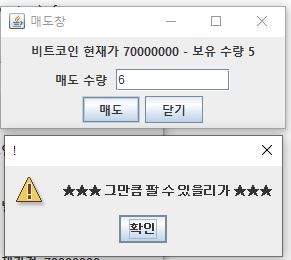 매도창
비트코인 현재가 70000000 - 보유 수량 5
매도 수량 6
매도 닫기
!
★★★ 그만큼 팔 수 있을리가 ★★★
확인
70000000